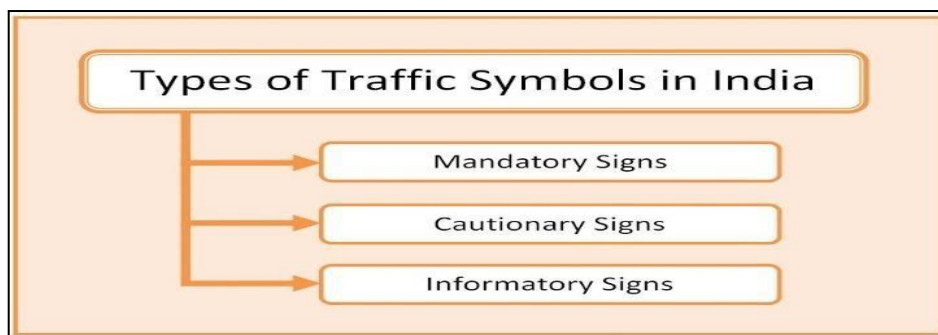 Types of Traffic Symbols in India
Mandatory Signs
Cautionary Signs
Informatory Signs